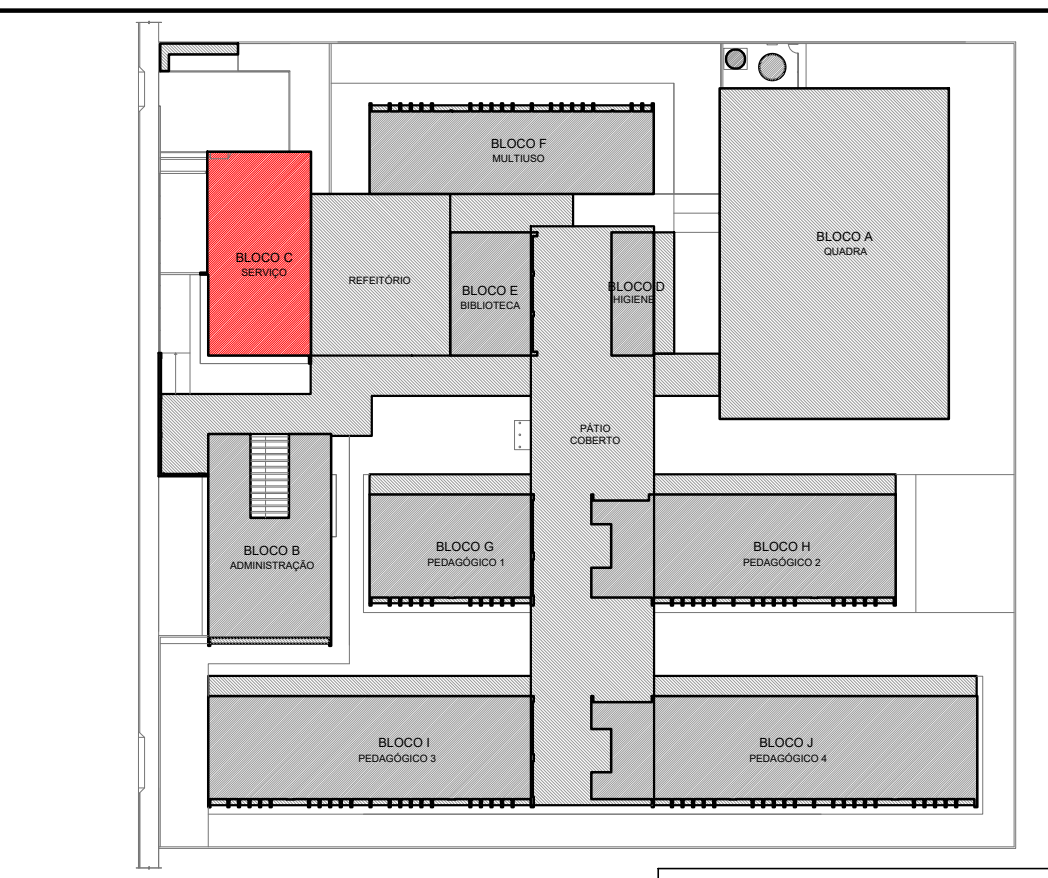 BLOCO F
MULTIUSO
BLOCO A
QUADRA
BLOCO C
SERVIÇO
REFEITÓRIO
BLOCO E
BIBLIOTECA
BLOCO D
HIGIENE
PÁTIO
COBERTO
BLOCO B
ADMINISTRAÇÃO
BLOCO G
PEDAGÓGICO 1
BLOCO H
PEDAGÓGICO 2
BLOCO I
PEDAGÓGICO 3
BLOCO J
PEDAGÓGICO 4